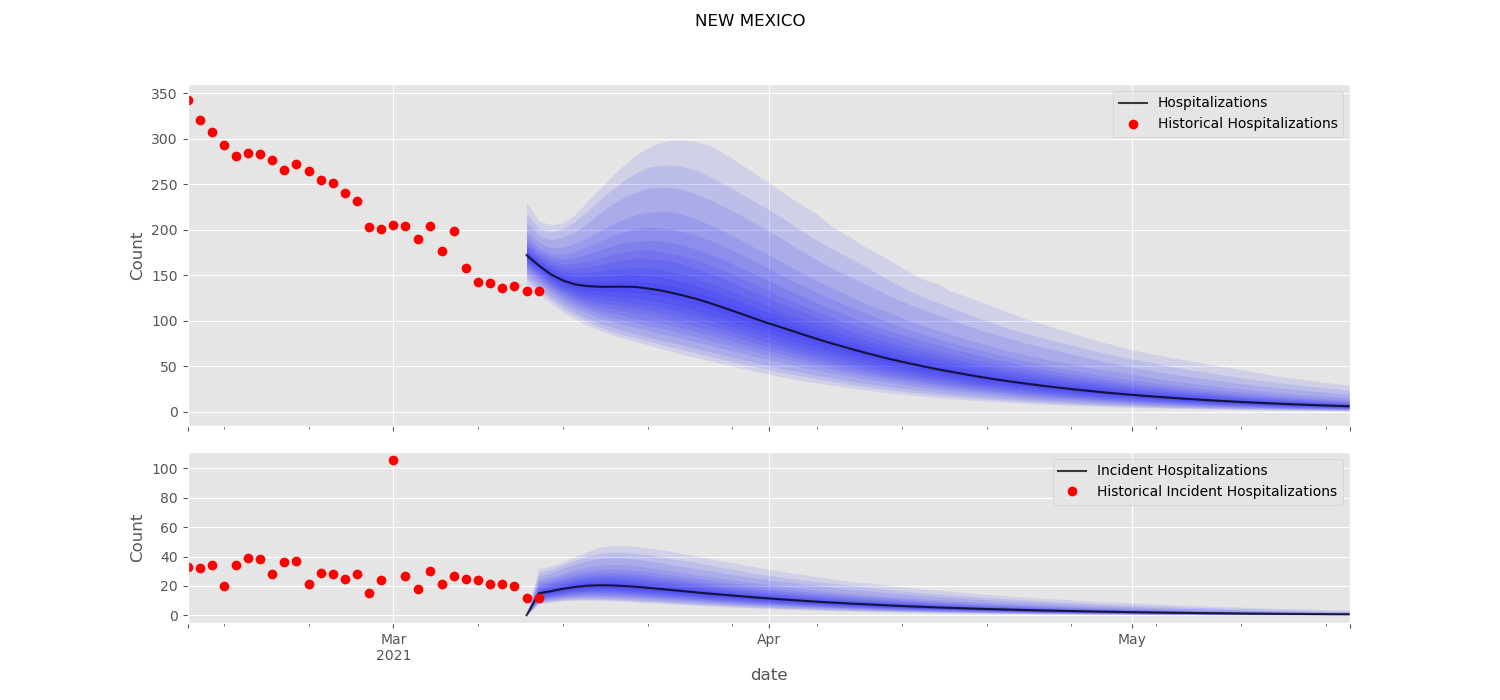 NEW MEXICO
350
300
250
200
150
100
50
0
Count
Hospitalizations
Historical Hospitalizations
100
80
60
40
20
0
Count
Incident Hospitalizations
Historical Incident Hospitalizations
Mar
2021
Apr
May
date